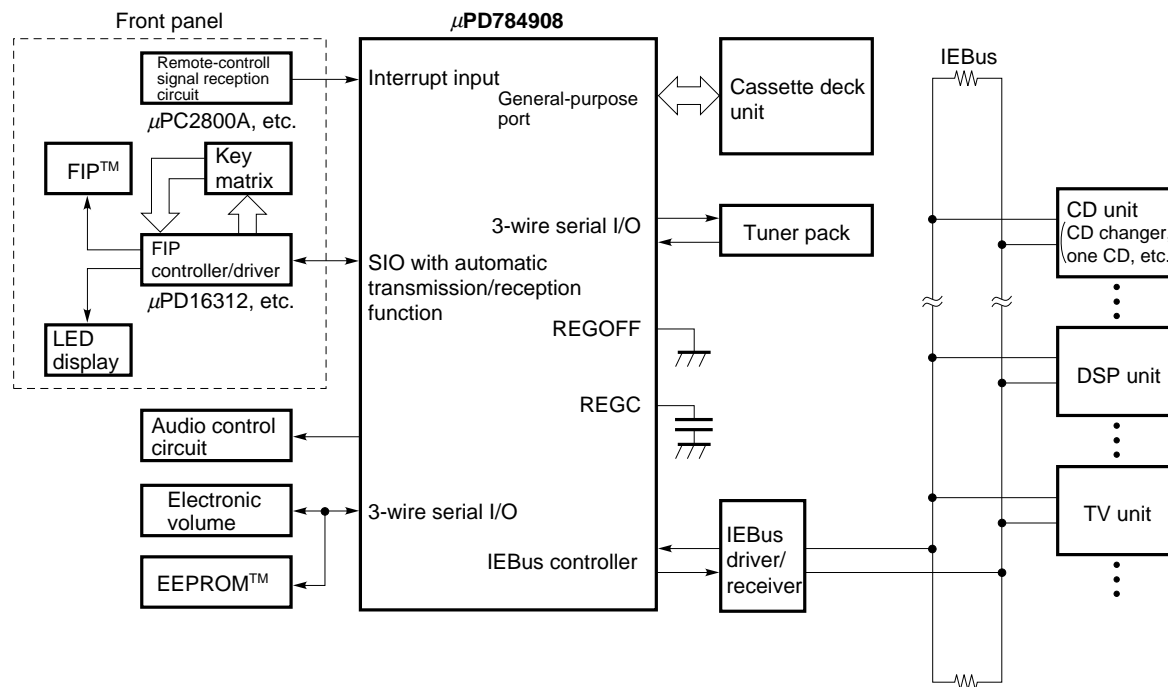 Front panel
μPD784908
IEBus
Remote-controll
signal reception
circuit
μPC2800A, etc.
Interrupt input
General-purpose
port
Cassette deck
unit
FIP™
Key
matrix
FIP
controller/driver
μPD16312, etc.
LED
display
SIO with automatic
transmission/reception
function
3-wire serial I/O
Tuner pack
CD unit
(CD changer,
one CD, etc.
REGOFF
DSP unit
REGC
Audio control
circuit
Electronic
volume
3-wire serial I/O
EEPROM™
IEBus controller
IEBus
driver/
receiver
TV unit